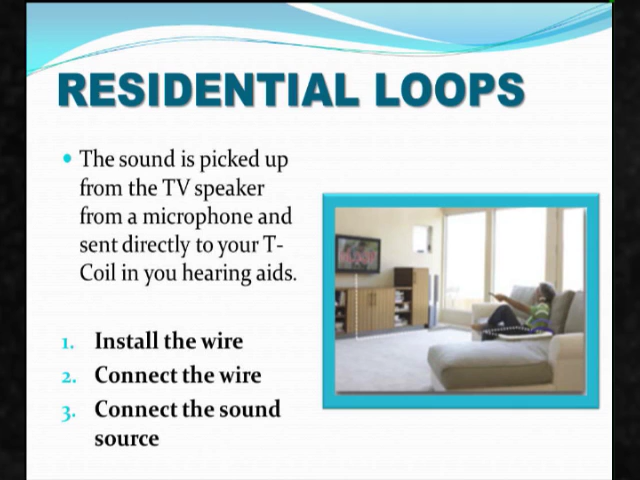 RESIDENTIAL LOOPS
• The sound is picked up
from the TV speaker
from a microphone and
sent directly to your T-
Coil in you hearing aids.
1. Install the wire
2. Connect the wire
3. Connect the sound
source